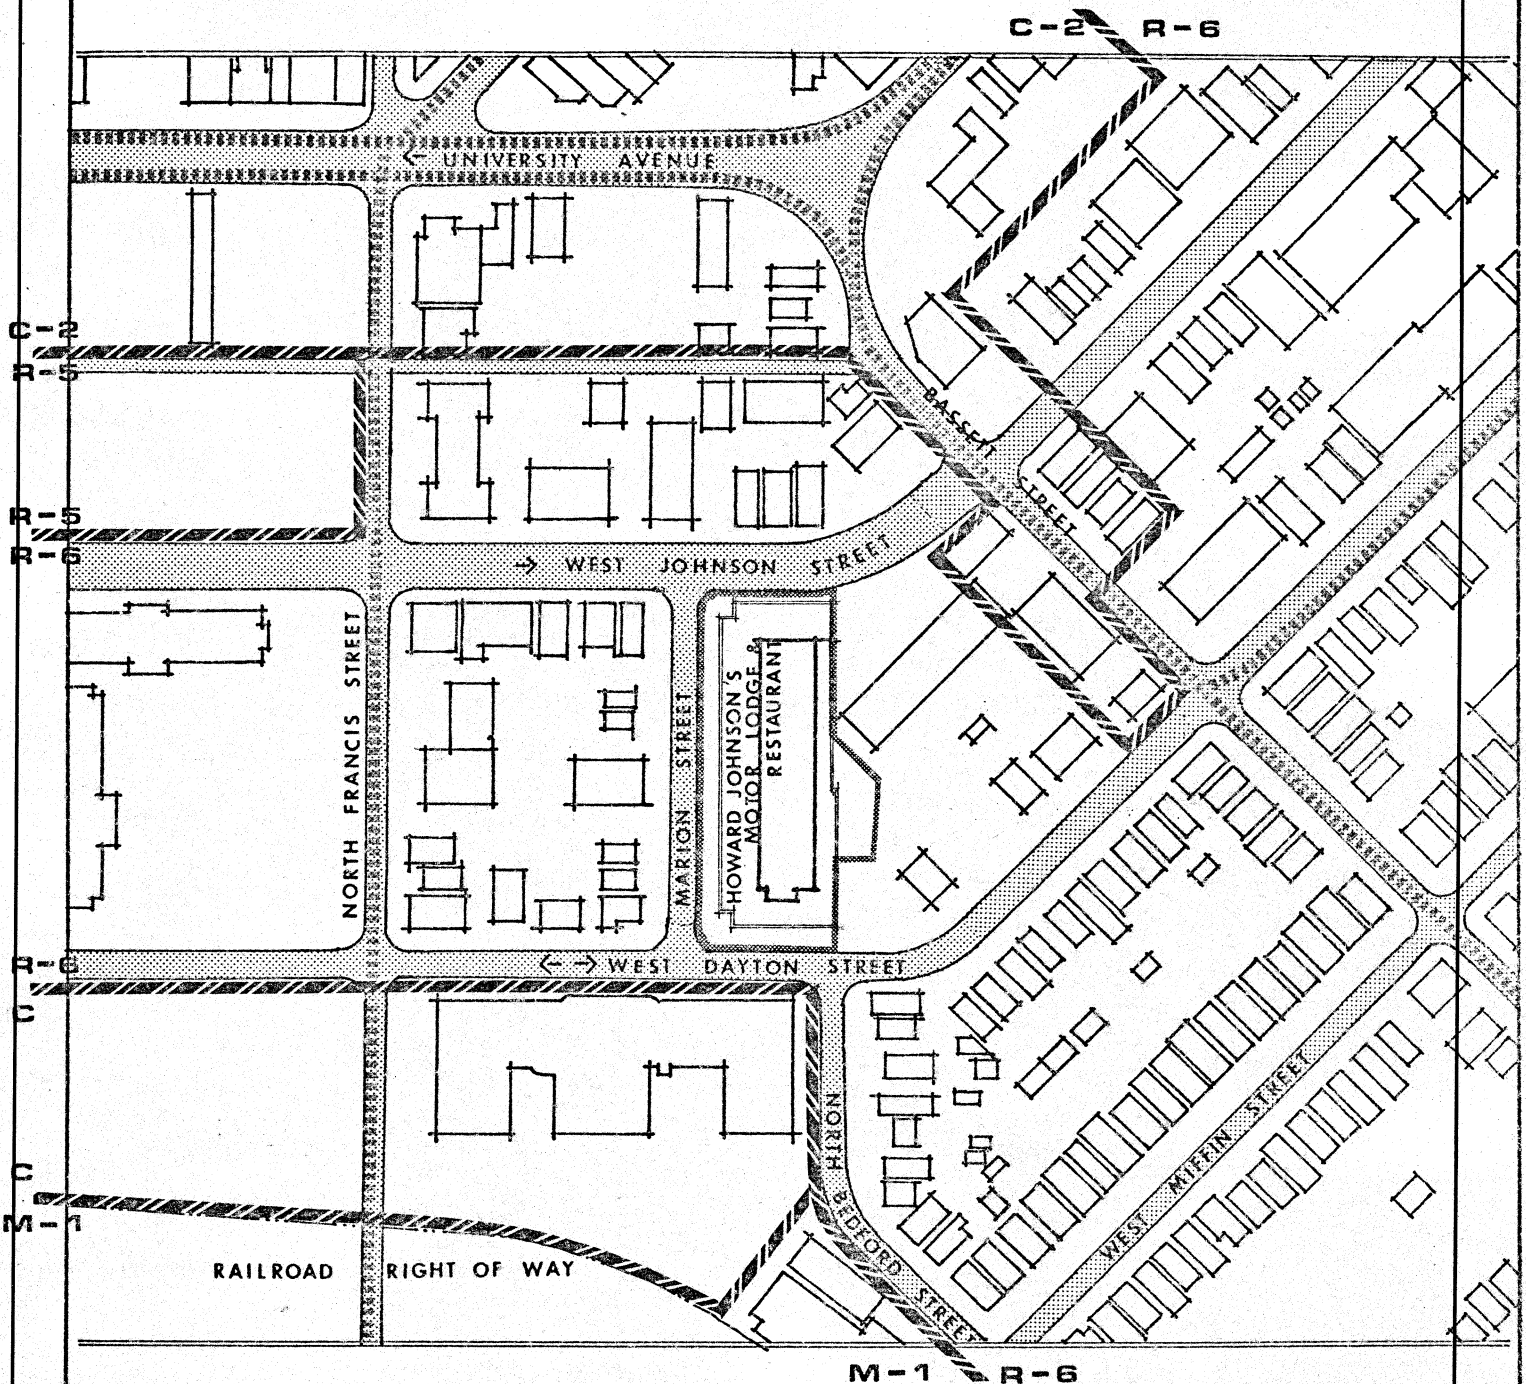 C-2 R-6
← UNIVERSITY AVENUE
C-2
R-5
BASSETT
STREET
R-5
R-6
→ WEST JOHNSON STREET
NORTH FRANCIS STREET
MARION STREET
HOWARD JOHNSON'S
MOTOR LODGE &
RESTAURANT
R-6
C
←→ WEST DAYTON STREET
NORTH BEDFORD STREET
WEST MIFFIN STREET
C
M-1
RAILROAD RIGHT OF WAY
M-1 R-6